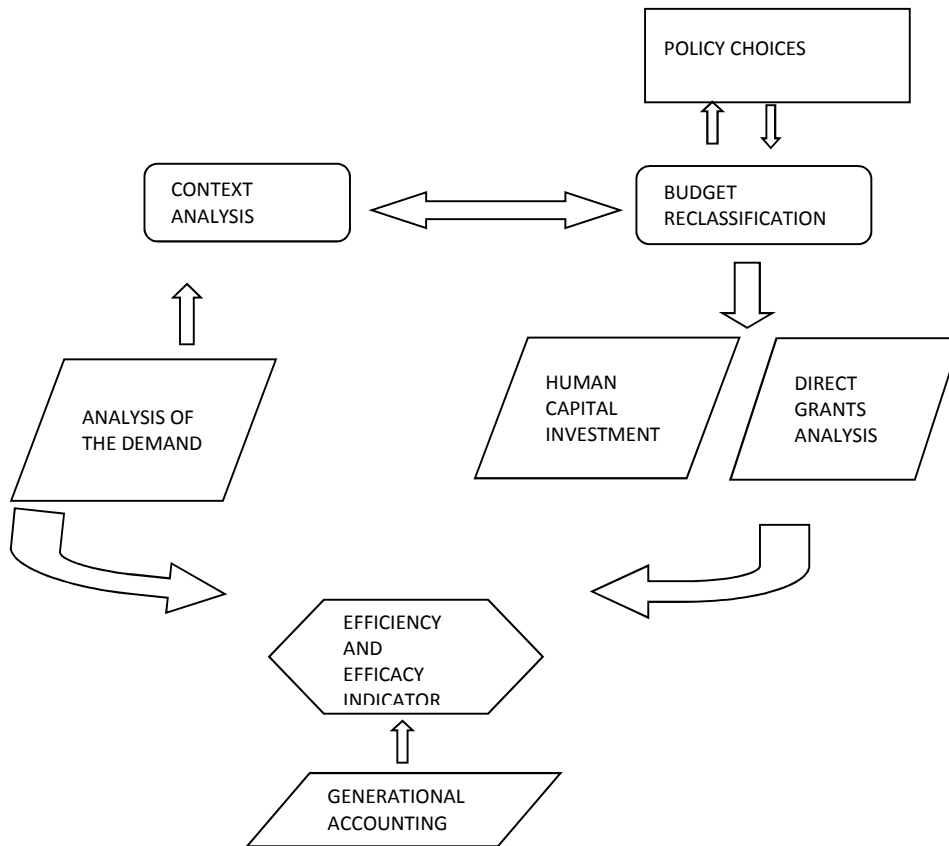 POLICY CHOICES
CONTEXT
ANALYSIS
BUDGET
RECLASSIFICATION
ANALYSIS OF
THE DEMAND
HUMAN
CAPITAL
INVESTMENT
DIRECT
GRANTS
ANALYSIS
EFFICIENCY
AND
EFFICACY
INDICATOR
GENERATIONAL
ACCOUNTING